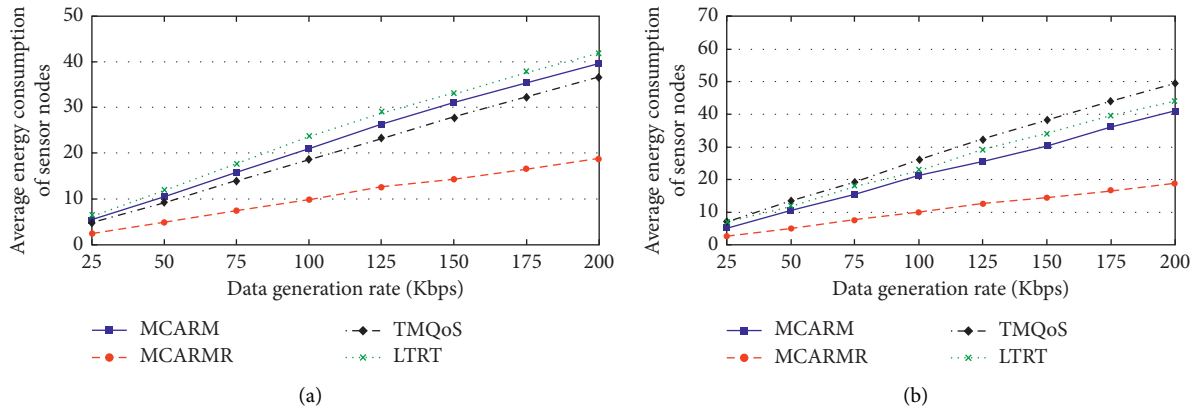 Average energy consumption
of sensor nodes
50
40
30
20
10
0
25 50 75 100 125 150 175 200
Data generation rate (Kbps)
MCARM
MCARMR
TMQoS
LTRT
(a)
Average energy consumption
of sensor nodes
70
60
50
40
30
20
10
0
25 50 75 100 125 150 175 200
Data generation rate (Kbps)
MCARM
MCARMR
TMQoS
LTRT
(b)